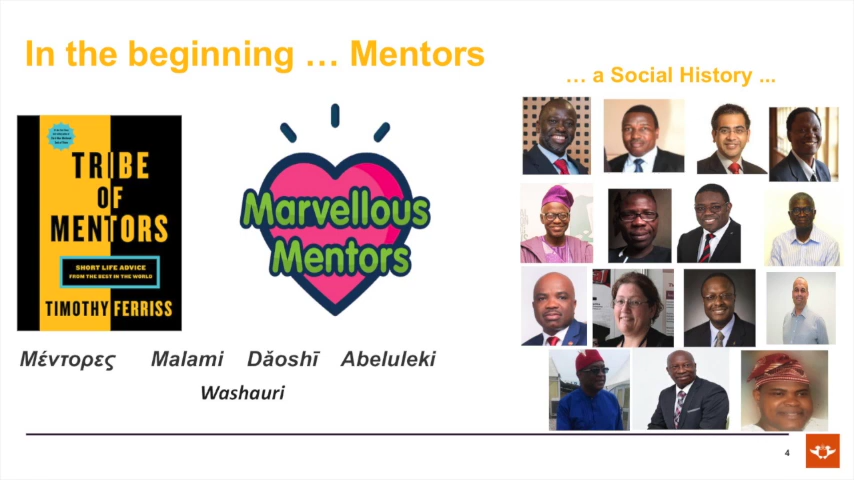 In the beginning … Mentors
… a Social History ...
TRIBE
OF
MENTORS
SHORT LIFE ADVICE
FROM THE BEST IN THE WORLD
TIMOTHY FERRISS
Marvellous
Mentors
Μέντορες Malami Dǎoshī Abeluleki
Washauri
4